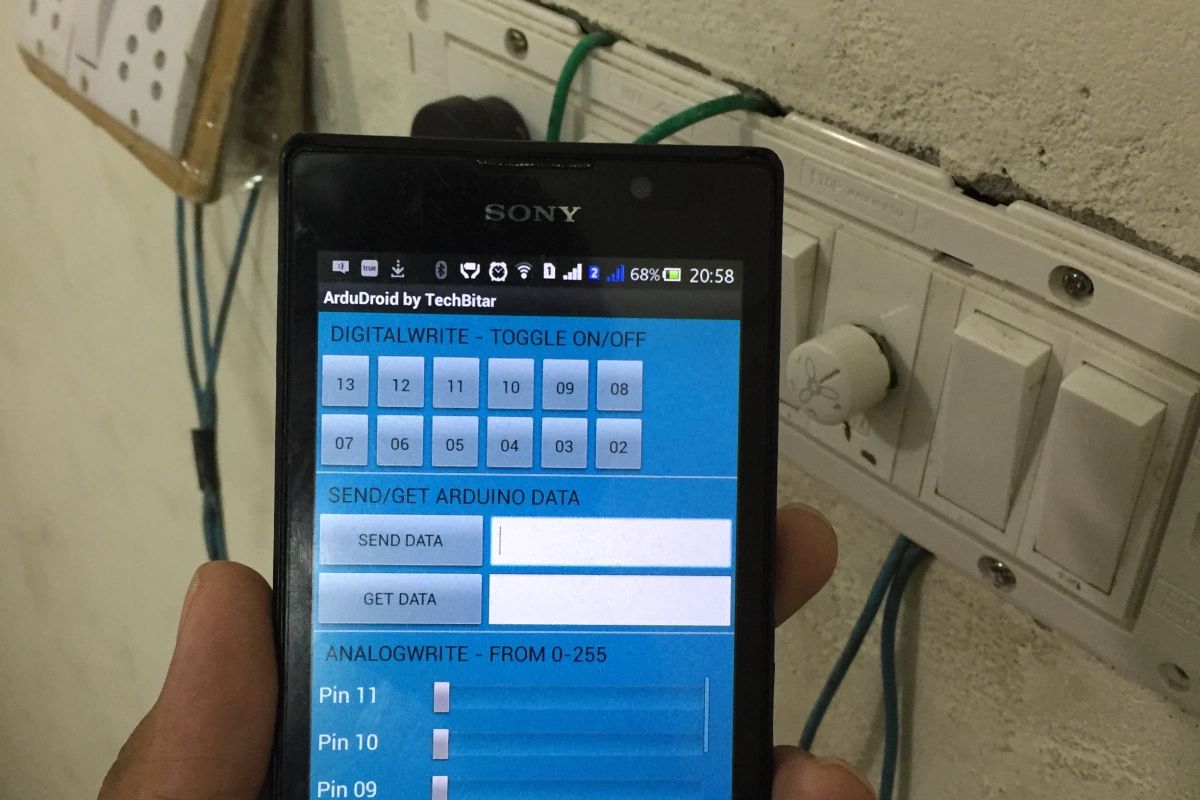 SONY
true 1 2 68% 20:58
ArduDroid by TechBitar
DIGITALWRITE - TOGGLE ON/OFF
13 12 11 10 09 08
07 06 05 04 03 02
SEND/GET ARDUINO DATA
SEND DATA
GET DATA
ANALOGWRITE - FROM 0-255
Pin 11
Pin 10
Pin 09